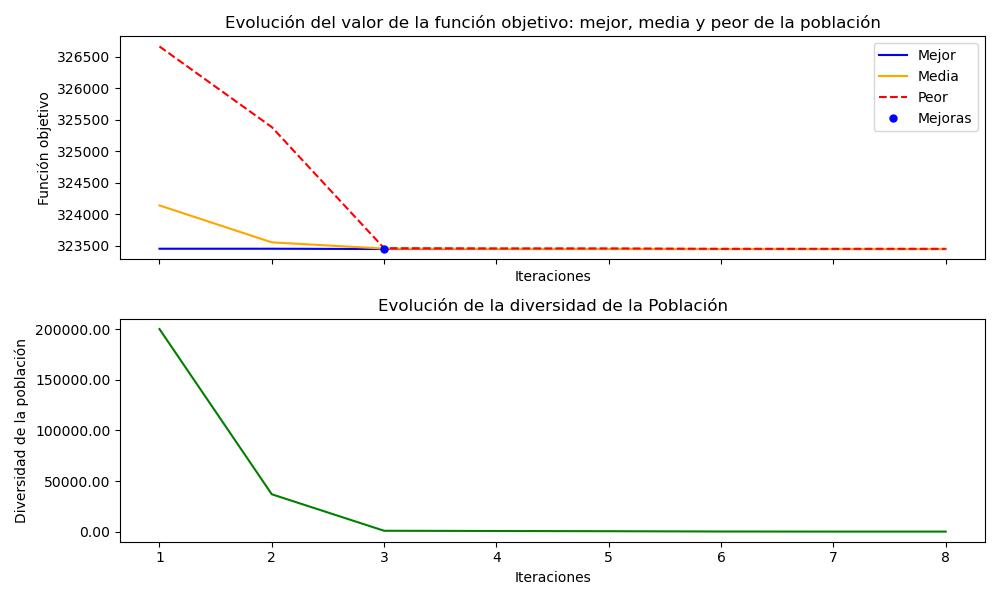 Evolución del valor de la función objetivo: mejor, media y peor de la población
Función objetivo
326500
326000
325500
325000
324500
324000
323500
Mejor
Media
Peor
Mejoras
Iteraciones
Evolución de la diversidad de la Población
Diversidad de la población
200000.00
150000.00
100000.00
50000.00
0.00
1 2 3 4 5 6 7 8
Iteraciones